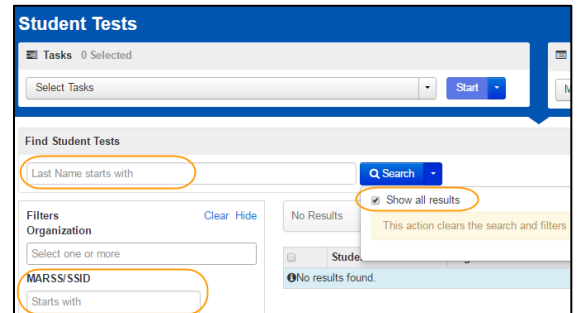 Student Tests
Tasks 0 Selected
Select Tasks
Start
Find Student Tests
Last Name starts with
Search
Show all results
This action clears the search and filters
Filters
Clear Hide
Organization
Select one or more
MARSS/SSID
Starts with
No Results
No results found.